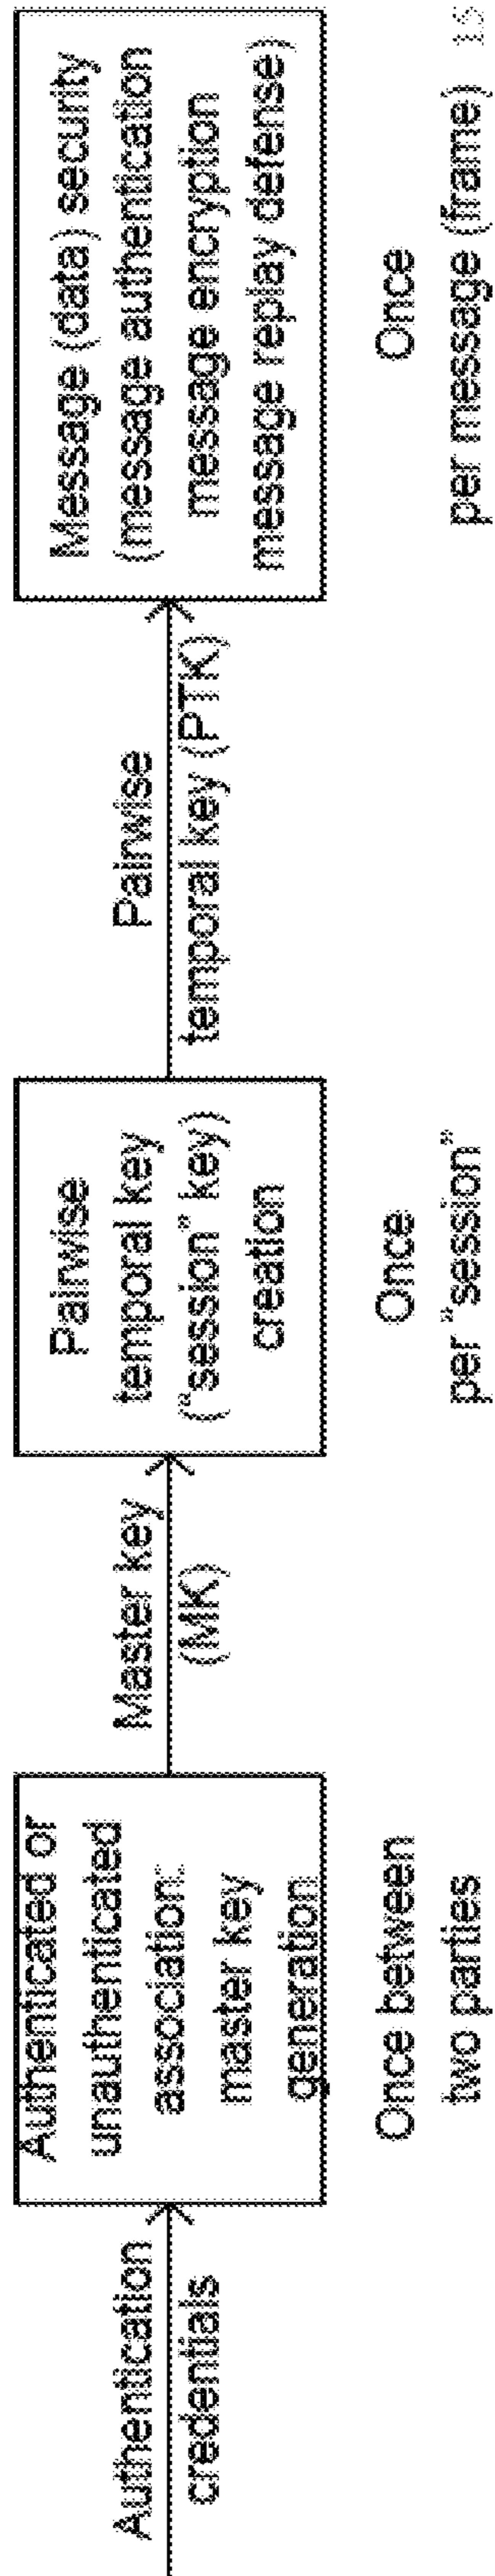 Authentication
credentials
Authenticated or
unauthenticated
association:
master key
generation
Once between
two parties
Master key
(MK)
Pairwise
temporal key
("session" key)
creation
Once
per "session"
Pairwise
temporal key (PTK)
Message (data) security
(message authentication
message encryption
message replay defense)
Once
per message (frame)